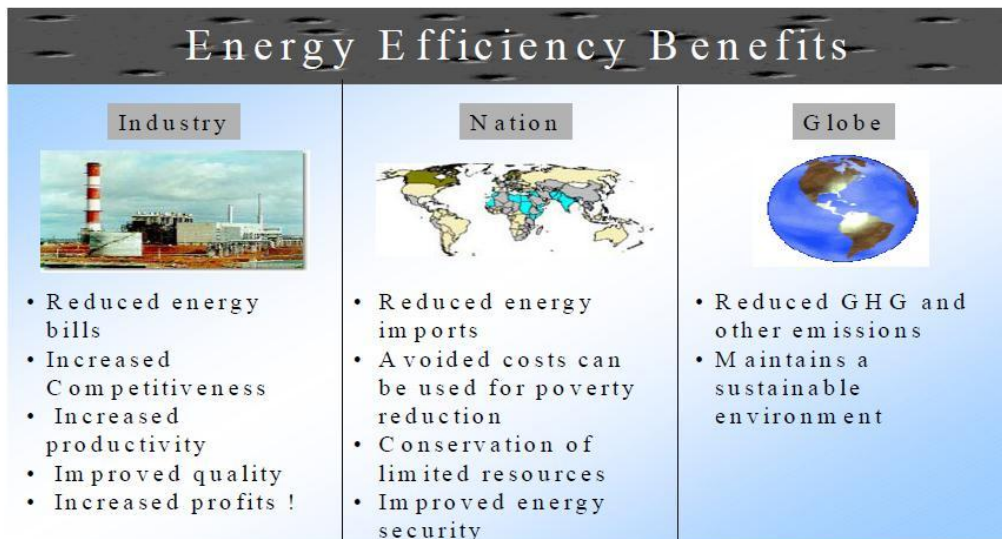 Energy Efficiency Benefits
Industry
• Reduced energy
bills
• Increased
Competitiveness
• Increased
productivity
• Improved quality
• Increased profits !
Nation
• Reduced energy
imports
• Avoided costs can
be used for poverty
reduction
• Conservation of
limited resources
• Improved energy
security
Globe
• Reduced GHG and
other emissions
• Maintains a
sustainable
environment